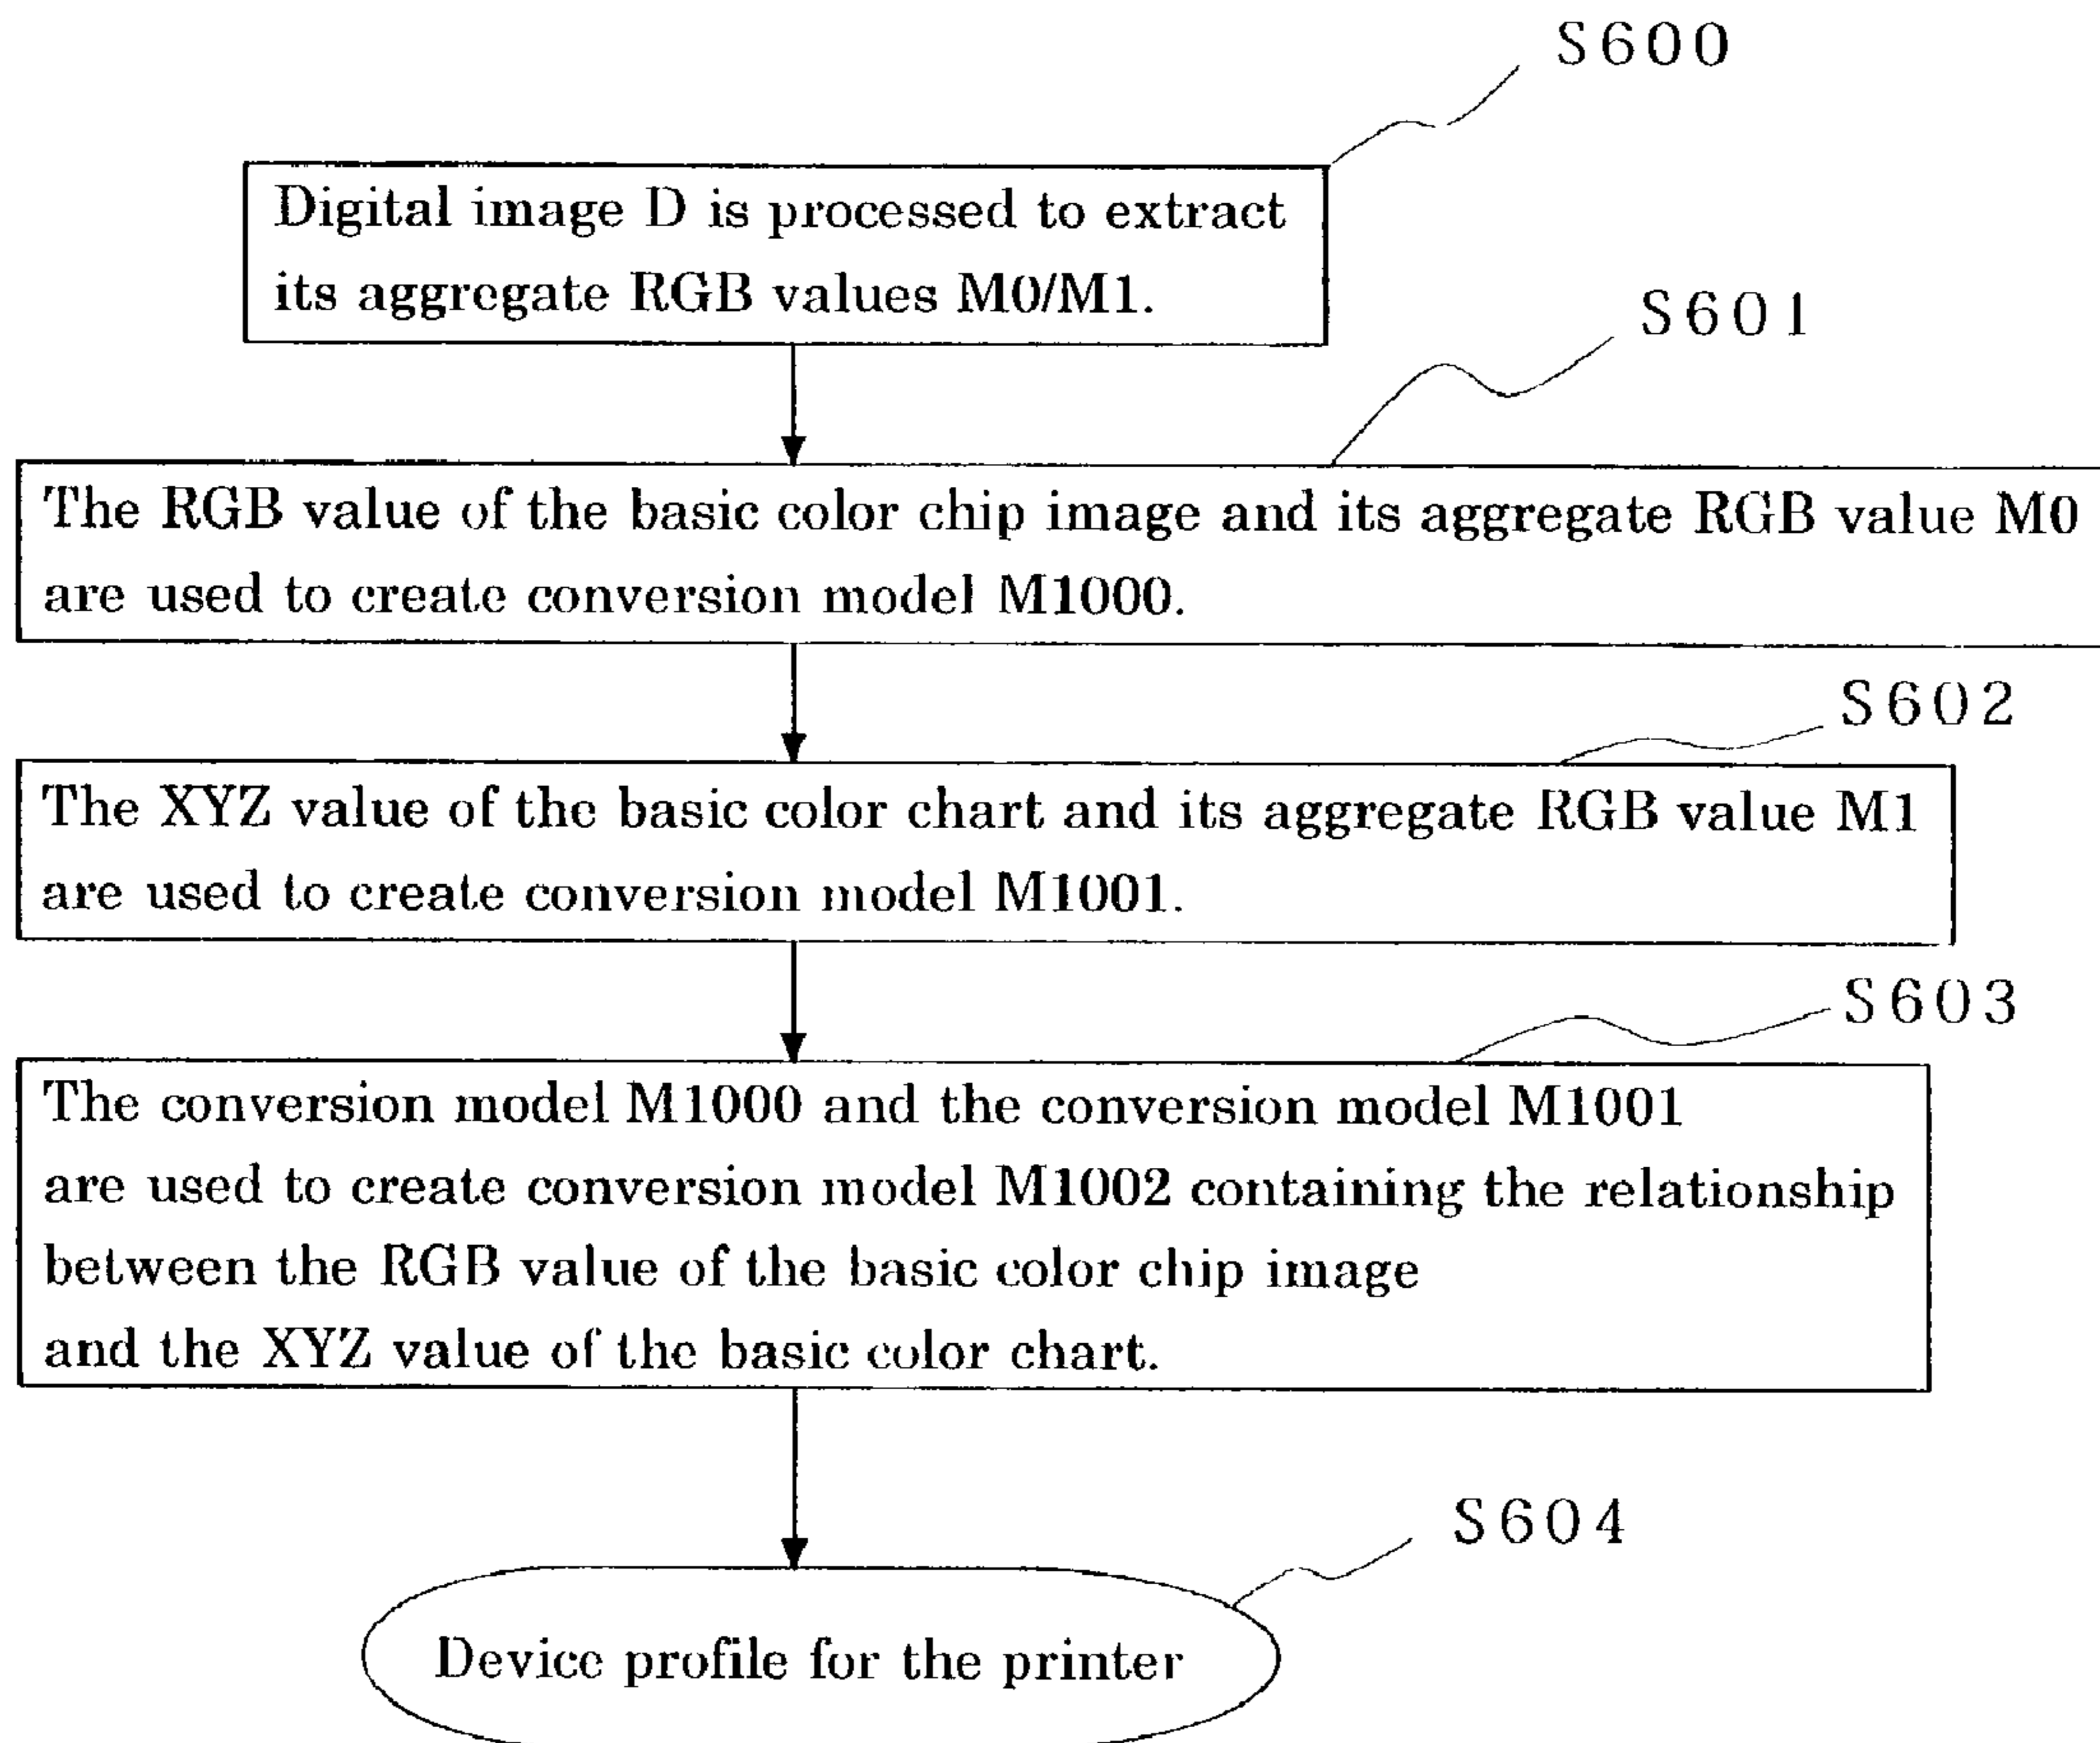 S600
Digital image D is processed to extract
its aggregate RGB values M0/M1.
S601
The RGB value of the basic color chip image and its aggregate RGB value M0
are used to create conversion model M1000.
S602
The XYZ value of the basic color chart and its aggregate RGB value M1
are used to create conversion model M1001.
S603
The conversion model M1000 and the conversion model M1001
are used to create conversion model M1002 containing the relationship
between the RGB value of the basic color chip image
and the XYZ value of the basic color chart.
S604
Device profile for the printer